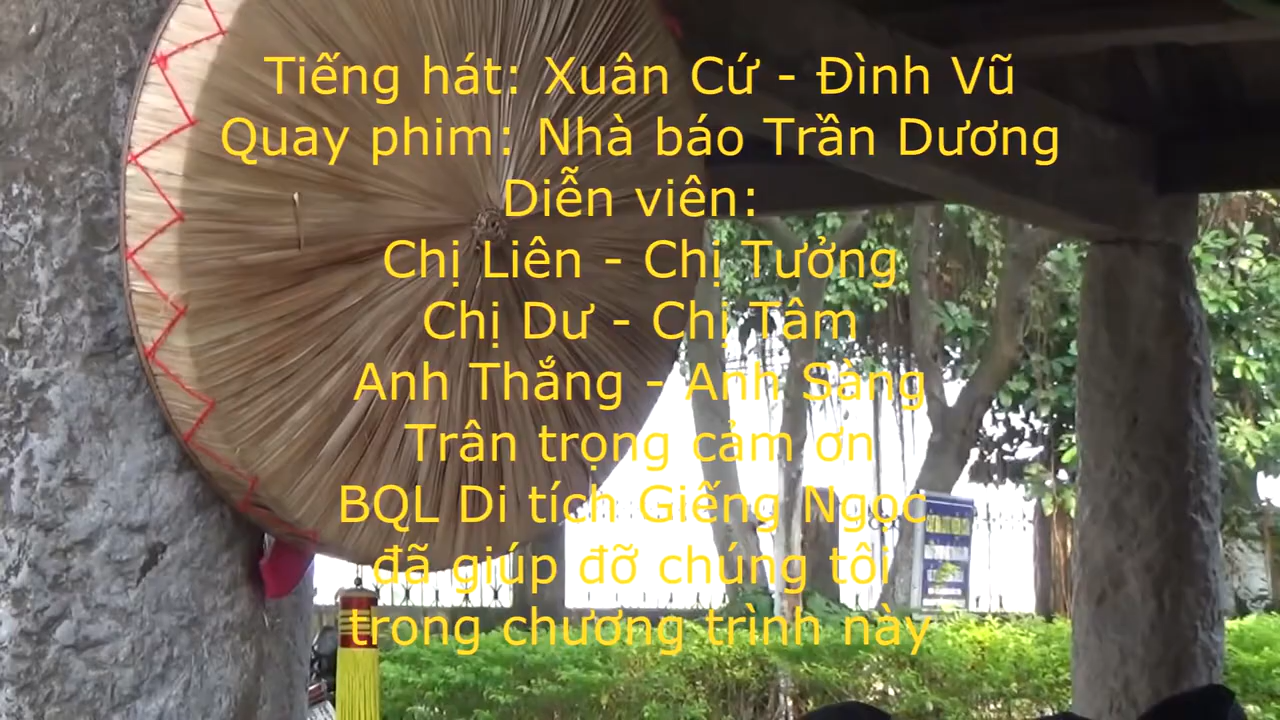 Tiếng hát: Xuân Cứ - Đình Vũ
Quay phim: Nhà báo Trần Dương
Diễn viên:
Chị Liên - Chị Tưởng
Chị Dư - Chị Tâm
Anh Thắng - Anh Sàng
Trân trọng cảm ơn
BQL Di tích Giếng Ngọc
đã giúp đỡ chúng tôi
trong chương trình này